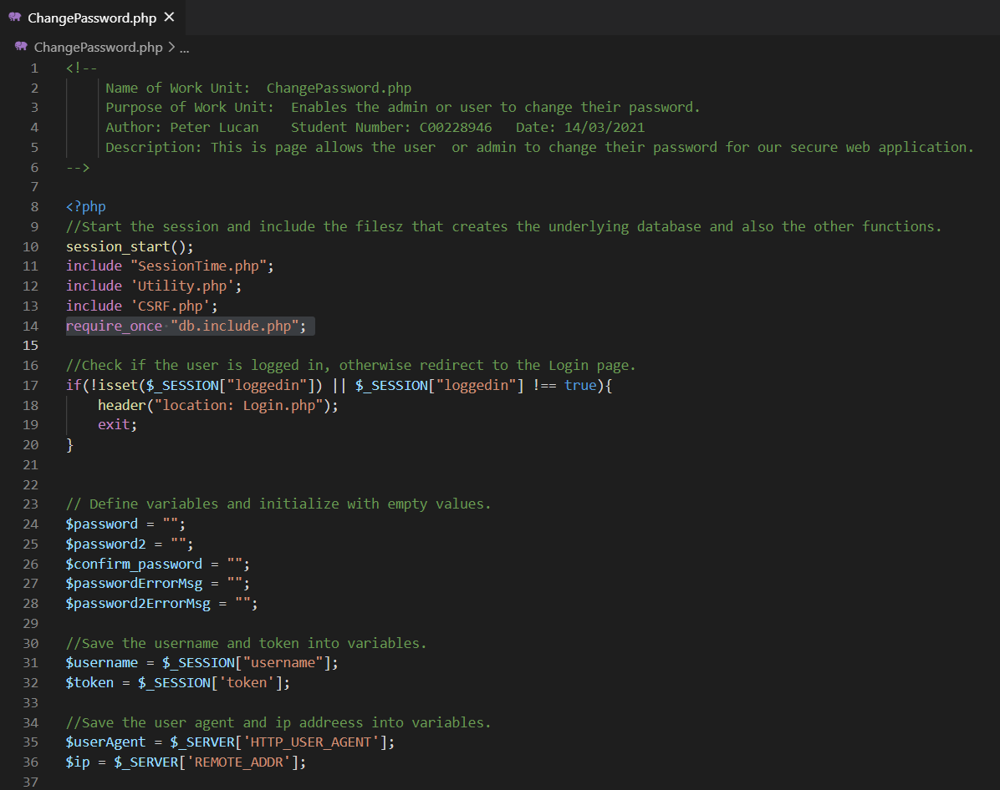 ChangePassword.php ✕
ChangePassword.php > ...
1 <!--
2 Name of Work Unit:  ChangePassword.php
3 Purpose of Work Unit:  Enables the admin or user to change their password.
4 Author: Peter Lucan    Student Number: C00228946   Date: 14/03/2021
5 Description: This is page allows the user  or admin to change their password for our secure web application.
6 -->
7
8 <?php
9 //Start the session and include the filesz that creates the underlying database and also the other functions.
10 session_start();
11 include "SessionTime.php";
12 include 'Utility.php';
13 include 'CSRF.php';
14 require_once·"db.include.php";
15
16 //Check if the user is logged in, otherwise redirect to the Login page.
17 if(!isset($_SESSION["loggedin"]) || $_SESSION["loggedin"] !== true){
18     header("location: Login.php");
19     exit;
20 }
21
22
23 // Define variables and initialize with empty values.
24 $password = "";
25 $password2 = "";
26 $confirm_password = "";
27 $passwordErrorMsg = "";
28 $password2ErrorMsg = "";
29
30 //Save the username and token into variables.
31 $username = $_SESSION["username"];
32 $token = $_SESSION['token'];
33
34 //Save the user agent and ip addreess into variables.
35 $userAgent = $_SERVER['HTTP_USER_AGENT'];
36 $ip = $_SERVER['REMOTE_ADDR'];
37